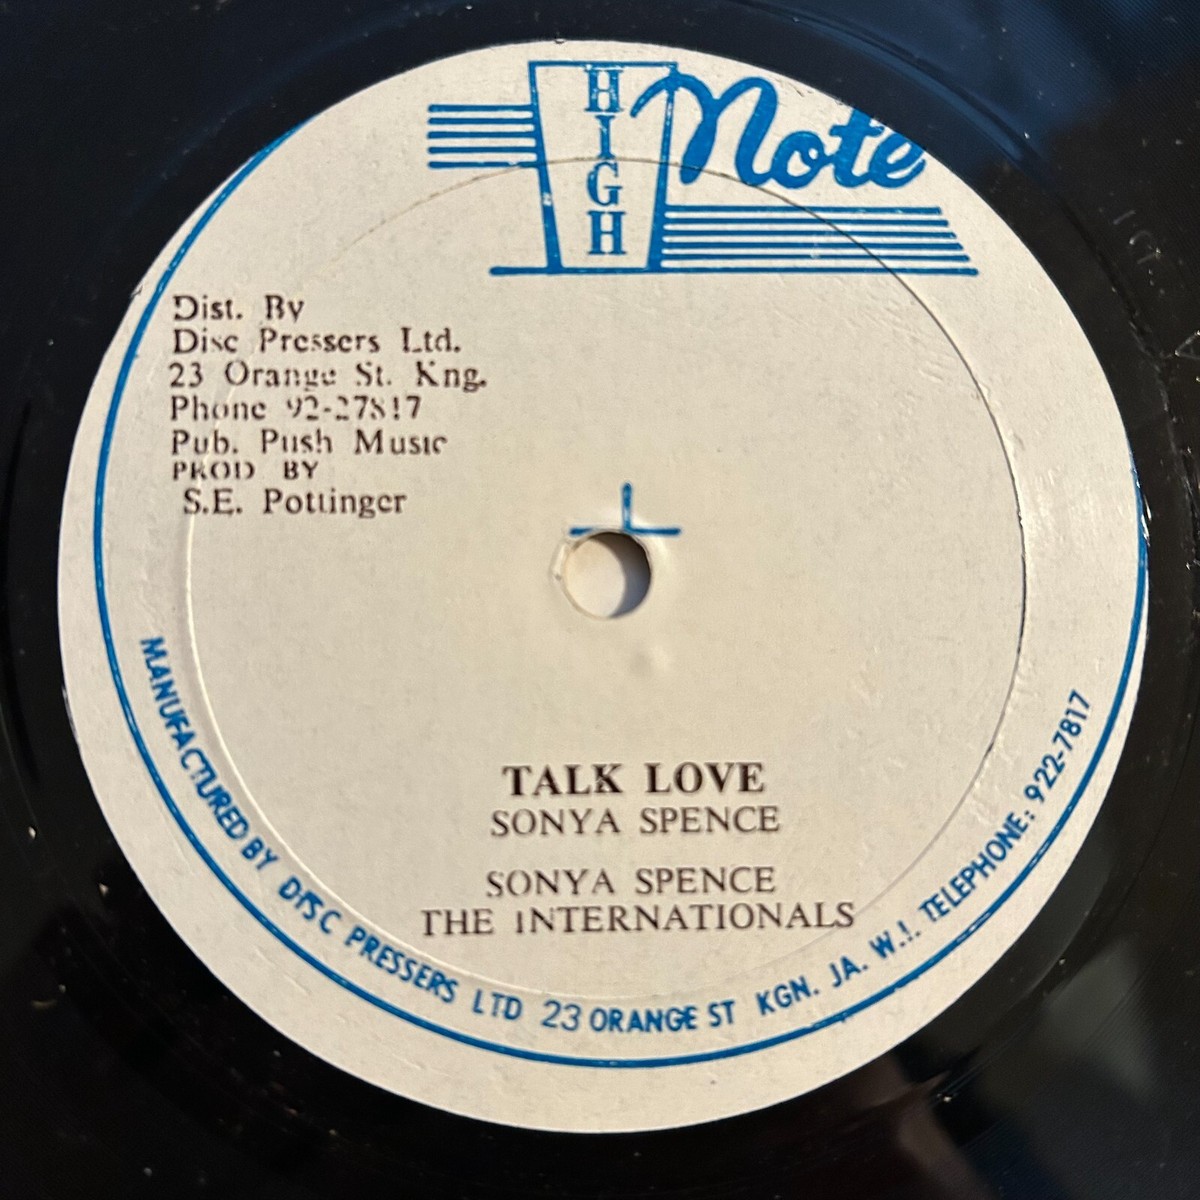 HIGH Note
Dist. By
Disc Pressers Ltd.
23 Orange St. Kng.
Phone 92-27817
Pub. Push Music
PROD BY
S.E. Pottinger
TALK LOVE
SONYA SPENCE
SONYA SPENCE
THE INTERNATIONALS
MANUFACTURED BY DISC PRESSERS LTD 23 ORANGE ST KGN. JA. W.I. TELEPHONE: 922-7817